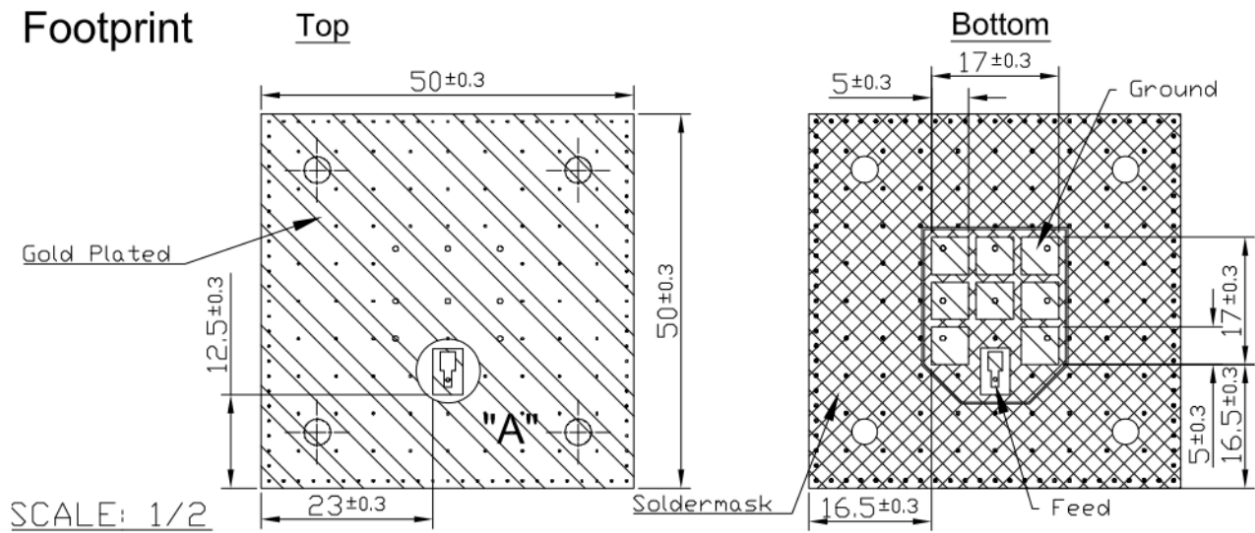 Footprint
Top
Bottom
50±0.3
17±0.3
5±0.3
Ground
Gold Plated
12.5±0.3
50±0.3
17±0.3
"A"
5±0.3
16.5±0.3
SCALE: 1/2
23±0.3
Soldermask
16.5±0.3
Feed